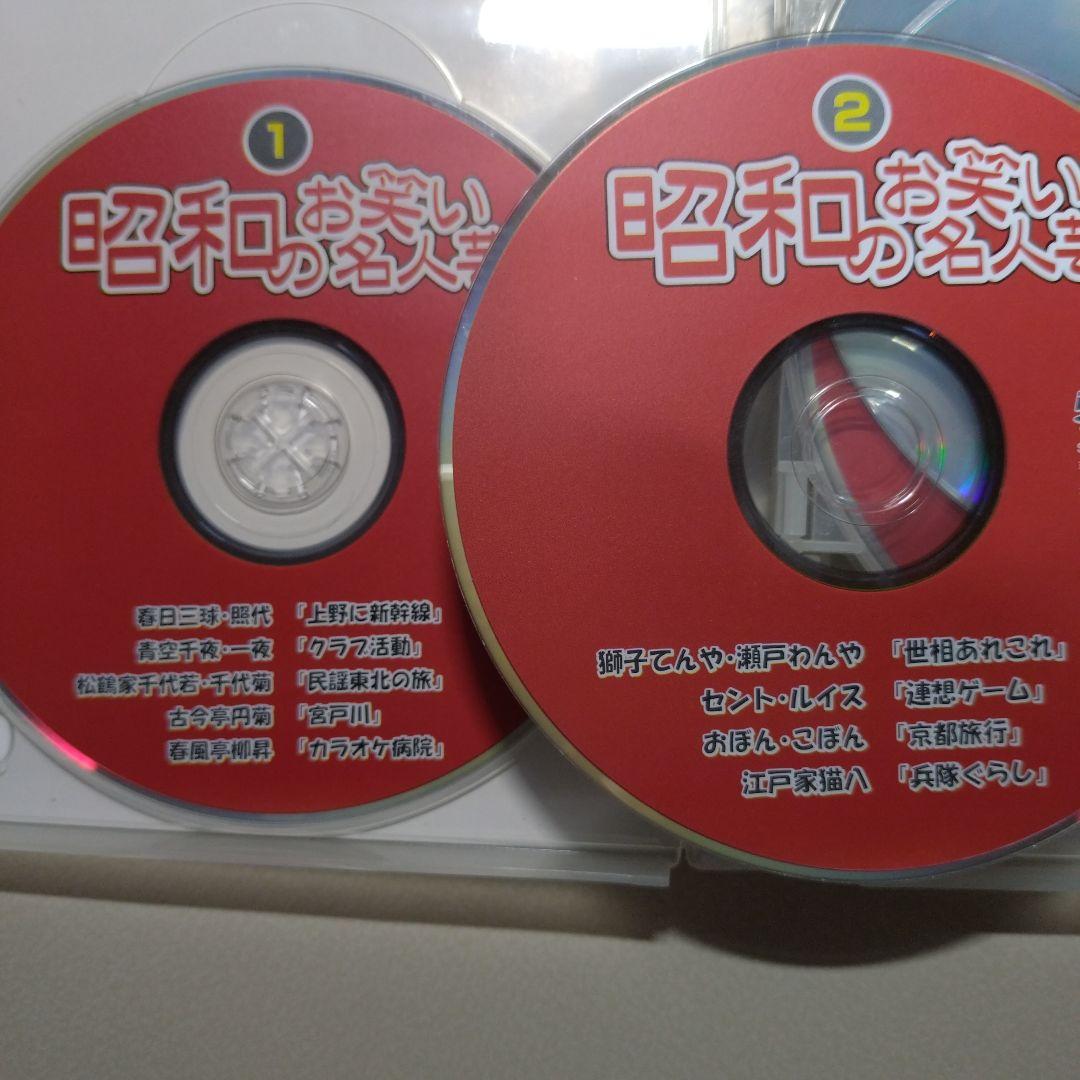 1
昭和のお笑い名人芸
春日三球・照代 「上野に新幹線」
青空千夜・一夜 「クラブ活動」
松鶴家千代若・千代菊 「民謡東北の旅」
古今亭円菊 「宮戸川」
春風亭柳昇 「カラオケ病院」
2
昭和のお笑い名人芸
獅子てんや・瀬戸わんや 「世相あれこれ」
セント・ルイス 「連想ゲーム」
おぼん・こぼん 「京都旅行」
江戸家猫八 「兵隊ぐらし」